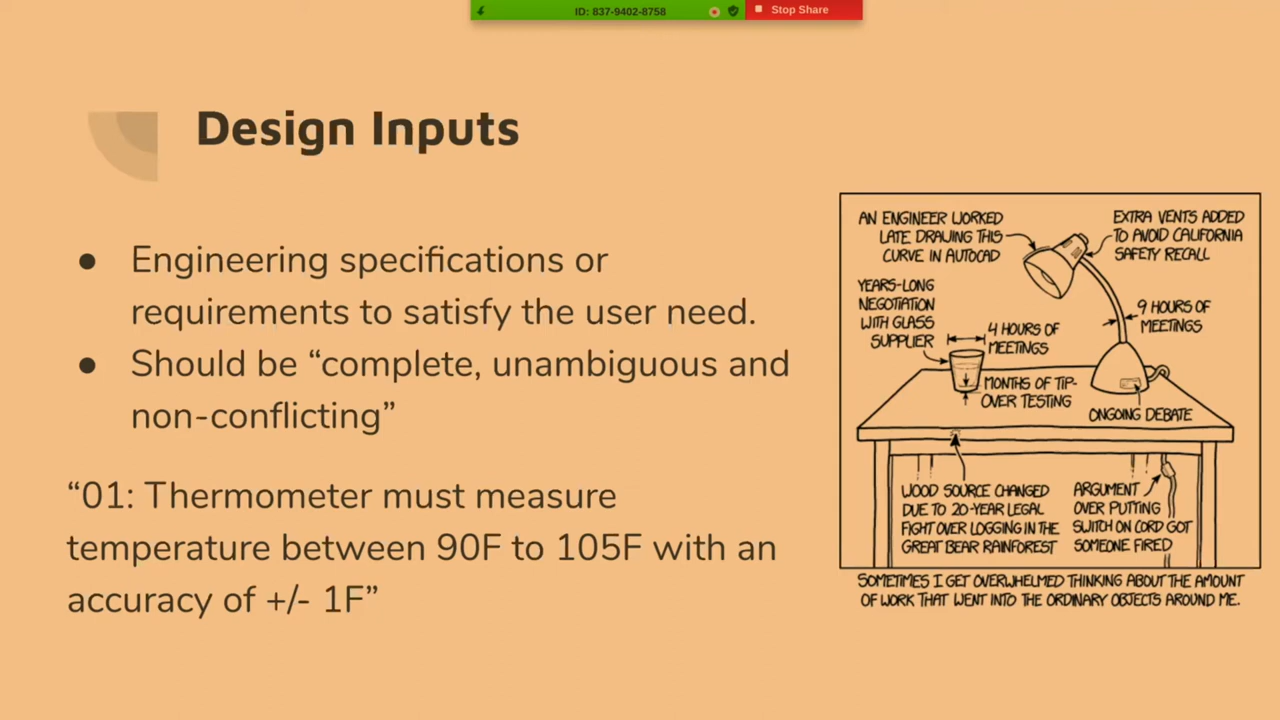 ID: 837-9402-8758
Stop Share
Design Inputs
● Engineering specifications or
requirements to satisfy the user need.
● Should be “complete, unambiguous and
non-conflicting”
“01: Thermometer must measure
temperature between 90F to 105F with an
accuracy of +/- 1F”
AN ENGINEER WORKED
LATE DRAWING THIS
CURVE IN AUTOCAD
EXTRA VENTS ADDED
TO AVOID CALIFORNIA
SAFETY RECALL
YEARS-LONG
NEGOTIATION
WITH GLASS
SUPPLIER
4 HOURS OF
MEETINGS
9 HOURS OF
MEETINGS
MONTHS OF TIP-
OVER TESTING
ONGOING DEBATE
WOOD SOURCE CHANGED
DUE TO 20-YEAR LEGAL
FIGHT OVER LOGGING IN THE
GREAT BEAR RAINFOREST
ARGUMENT
OVER PUTTING
SWITCH ON CORD GOT
SOMEONE FIRED
SOMETIMES I GET OVERWHELMED THINKING ABOUT THE AMOUNT
OF WORK THAT WENT INTO THE ORDINARY OBJECTS AROUND ME.